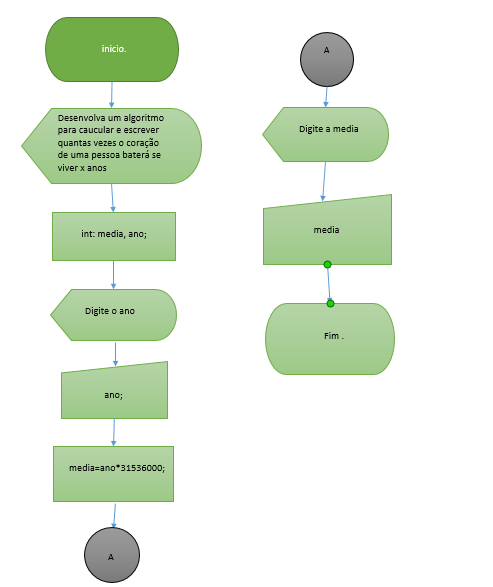 inicio.
Desenvolva um algoritmo
para caucular e escrever
quantas vezes o coração
de uma pessoa baterá se
viver x anos
int: media, ano;
Digite o ano
ano;
media=ano*31536000;
A
A
Digite a media
media
Fim .